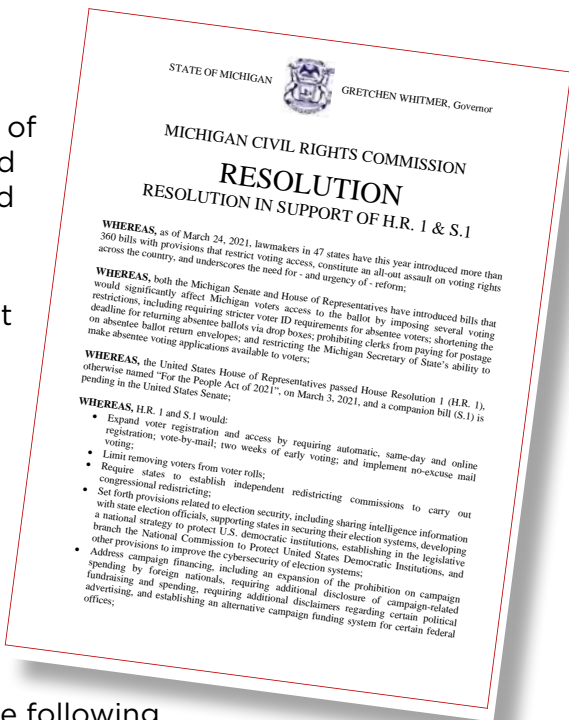 of
d
d
t
STATE OF MICHIGAN
GRETCHEN WHITMER, Governor
MICHIGAN CIVIL RIGHTS COMMISSION
RESOLUTION
RESOLUTION IN SUPPORT OF H.R. 1 & S.1
WHEREAS, as of March 24, 2021, lawmakers in 47 states have this year introduced more than
360 bills with provisions that restrict voting access, constitute an all-out assault on voting rights
across the country, and underscores the need for - and urgency of - reform;
WHEREAS, both the Michigan Senate and House of Representatives have introduced bills that
would significantly affect Michigan voters access to the ballot by imposing several voting
restrictions, including requiring stricter voter ID requirements for absentee voters; shortening the
deadline for returning absentee ballots via drop boxes; prohibiting clerks from paying for postage
on absentee ballot return envelopes; and restricting the Michigan Secretary of State's ability to
make absentee voting applications available to voters;
WHEREAS, the United States House of Representatives passed House Resolution 1 (H.R. 1),
otherwise named "For the People Act of 2021", on March 3, 2021, and a companion bill (S.1) is
pending in the United States Senate;
WHEREAS, H.R. 1 and S.1 would:
• Expand voter registration and access by requiring automatic, same-day and online
registration; vote-by-mail; two weeks of early voting; and implement no-excuse mail
voting;
• Limit removing voters from voter rolls;
• Require states to establish independent redistricting commissions to carry out
congressional redistricting;
• Set forth provisions related to election security, including sharing intelligence information
with state election officials, supporting states in securing their election systems, developing
a national strategy to protect U.S. democratic institutions, establishing in the legislative
branch the National Commission to Protect United States Democratic Institutions, and
other provisions to improve the cybersecurity of election systems;
• Address campaign financing, including an expansion of the prohibition on campaign
spending by foreign nationals, requiring additional disclosure of campaign-related
fundraising and spending, requiring additional disclaimers regarding certain political
advertising, and establishing an alternative campaign funding system for certain federal
offices;
e following